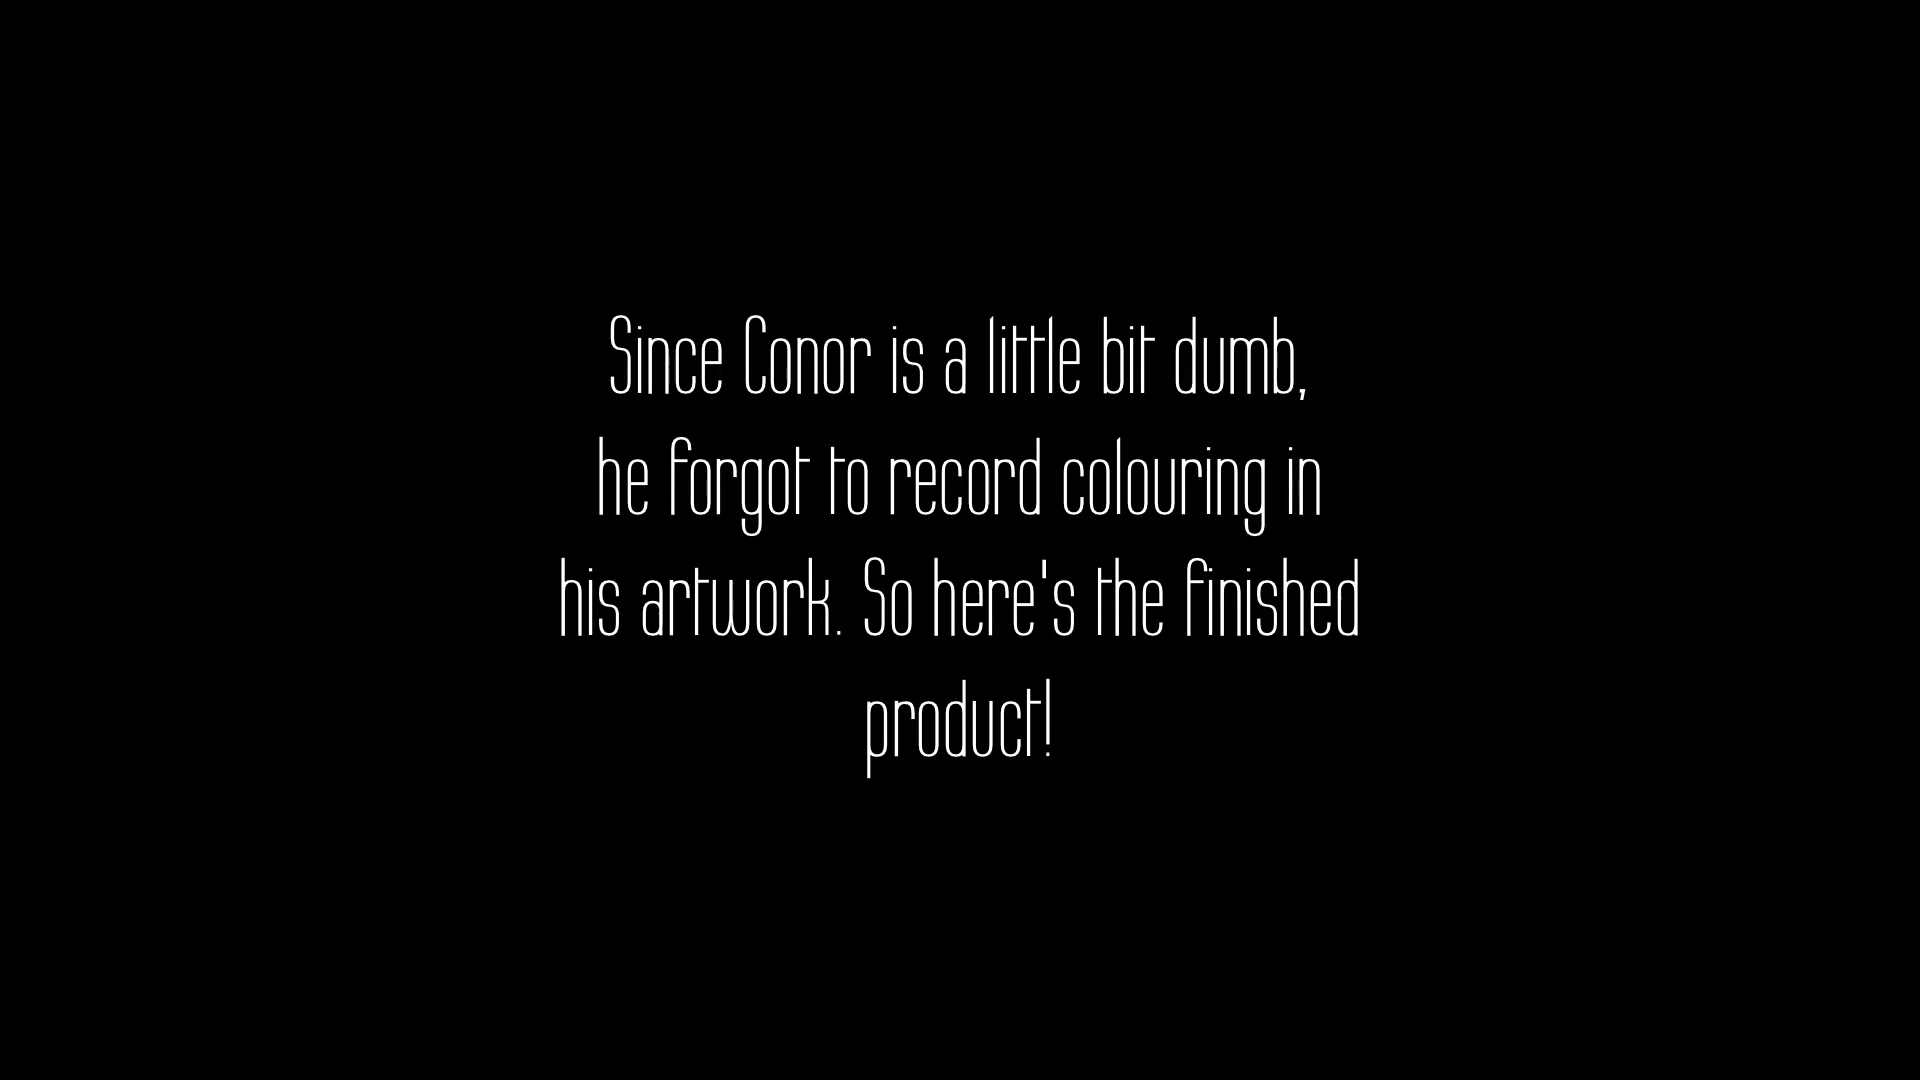 Since Conor is a little bit dumb,
he forgot to record colouring in
his artwork. So here's the finished
product!